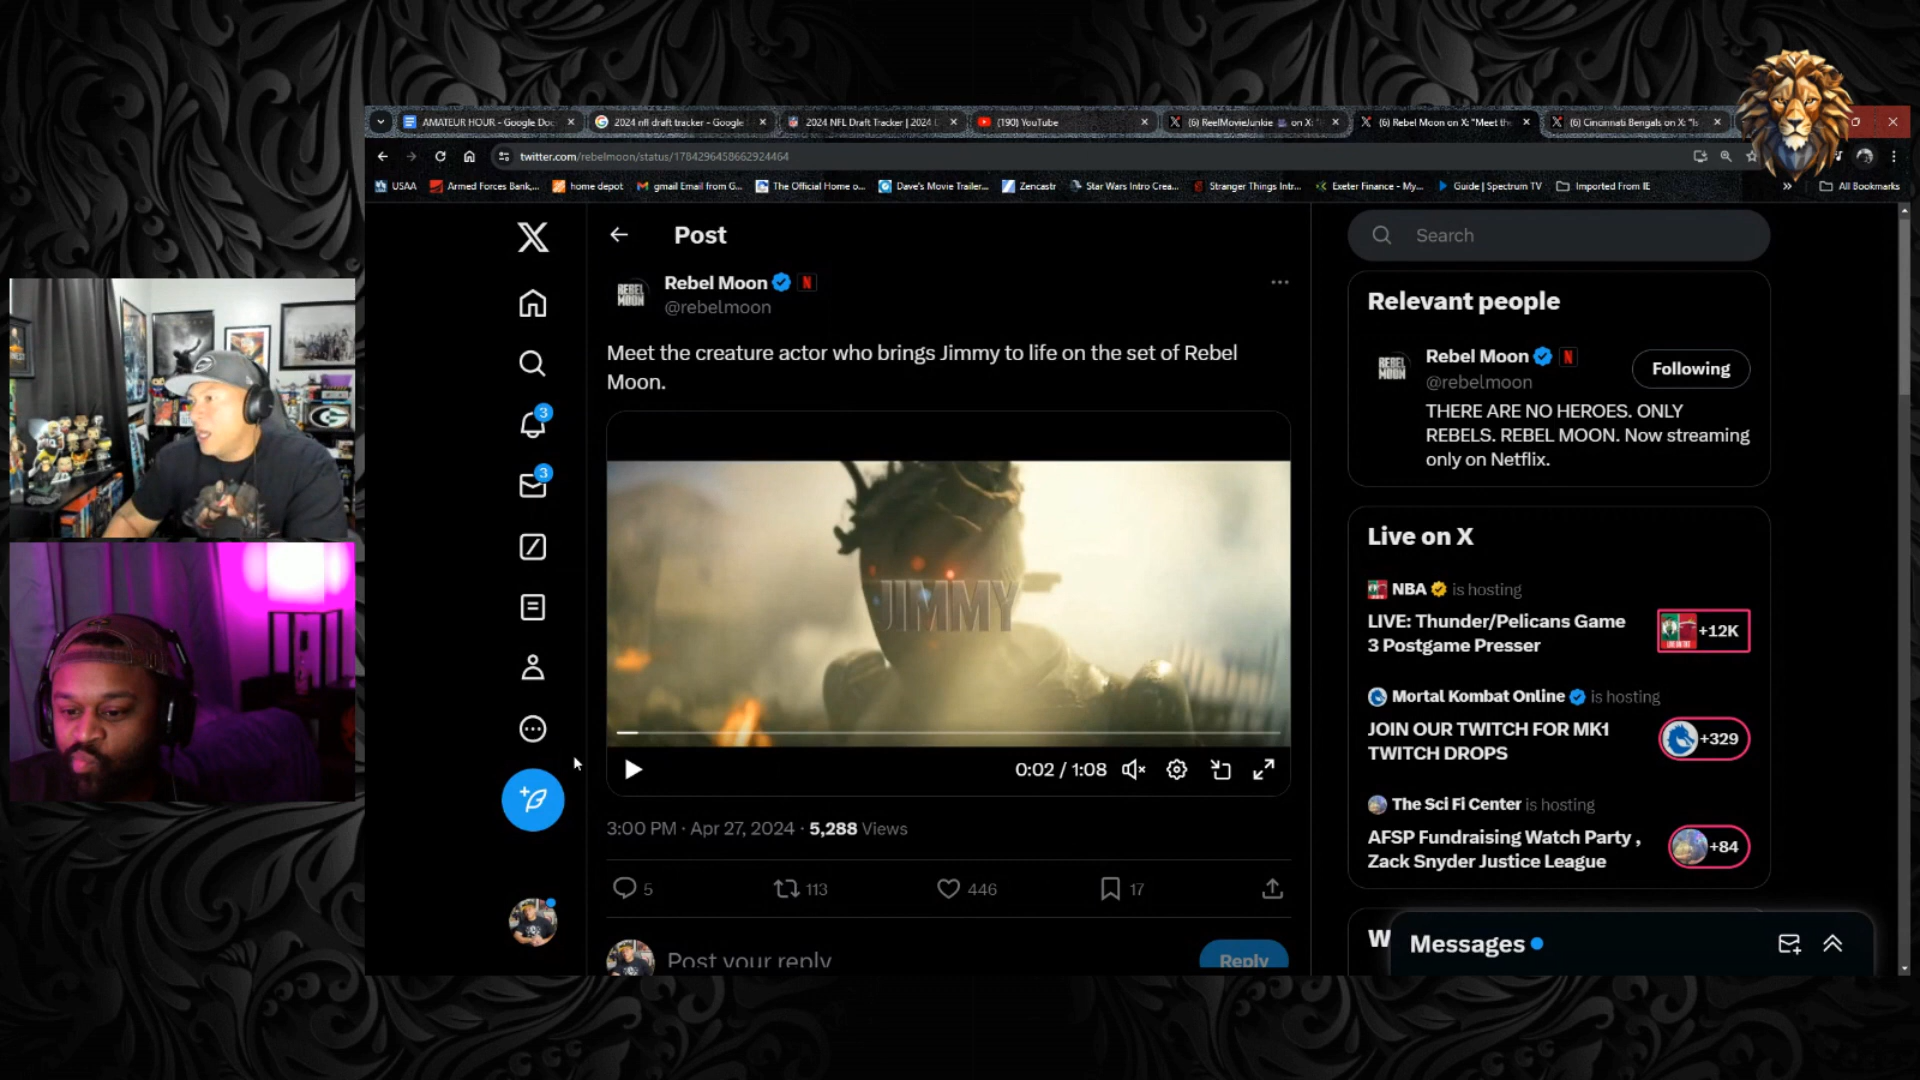 AMATEUR HOUR - Google Doc
2024 nfl draft tracker - Google
2024 NFL Draft Tracker | 2024
(190) YouTube
(6) ReelMovieJunkie on X:
(6) Rebel Moon on X: "Meet th
(6) Cincinnati Bengals on X: "Is
twitter.com/rebelmoon/status/1784296458662924464
USAA
Armed Forces Bank,...
home depot
gmail Email from G...
The Official Home o...
Dave's Movie Trailer...
Zencastr
Star Wars Intro Crea...
Stranger Things Intr...
Exeter Finance - My...
Guide | Spectrum TV
Imported From IE
All Bookmarks
Post
Rebel Moon
@rebelmoon
REBEL
MOON
Meet the creature actor who brings Jimmy to life on the set of Rebel
Moon.
JIMMY
0:02 / 1:08
3:00 PM · Apr 27, 2024 · 5,288 Views
5
113
446
17
Post your reply
Reply
3
3
Search
Relevant people
REBEL
MOON
Rebel Moon
@rebelmoon
Following
THERE ARE NO HEROES. ONLY
REBELS. REBEL MOON. Now streaming
only on Netflix.
Live on X
NBA is hosting
LIVE: Thunder/Pelicans Game
3 Postgame Presser
+12K
Mortal Kombat Online is hosting
JOIN OUR TWITCH FOR MK1
TWITCH DROPS
+329
The Sci Fi Center is hosting
AFSP Fundraising Watch Party ,
Zack Snyder Justice League
+84
W
Messages